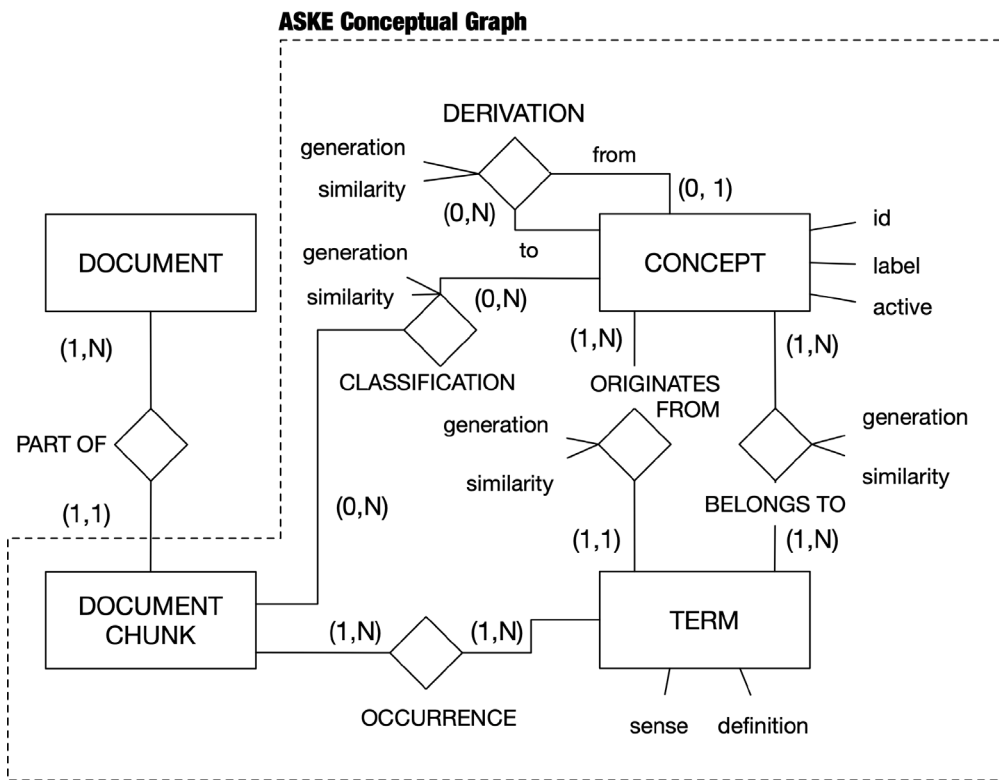 ASKE Conceptual Graph
DERIVATION
generation
similarity
from
(0, 1)
(0,N)
to
DOCUMENT
CONCEPT
id
label
active
generation
similarity
(0,N)
CLASSIFICATION
(1,N)
(1,N)
(1,N)
ORIGINATES
FROM
generation
similarity
generation
similarity
PART OF
BELONGS TO
(0,N)
(1,1)
(1,1)
(1,N)
DOCUMENT
CHUNK
TERM
(1,N)
(1,N)
OCCURRENCE
sense
definition